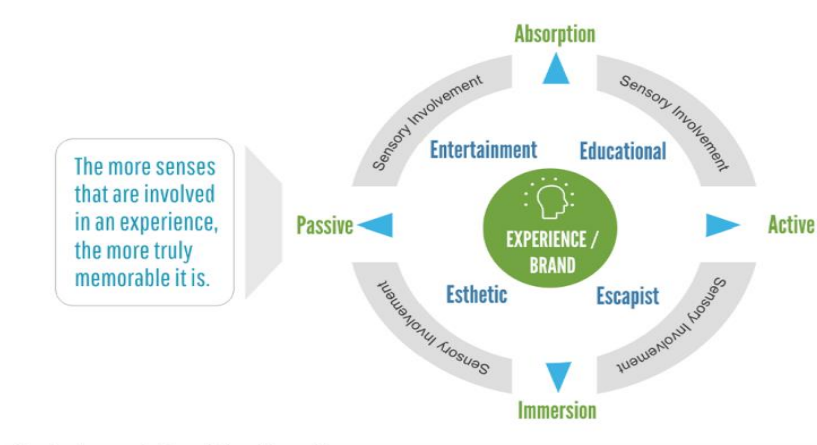 Absorption
Sensory Involvement
Sensory Involvement
The more senses
that are involved
in an experience,
the more truly
memorable it is.
Entertainment
Educational
Passive
EXPERIENCE /
BRAND
Active
Esthetic
Escapist
Sensory Involvement
Sensory Involvement
Immersion